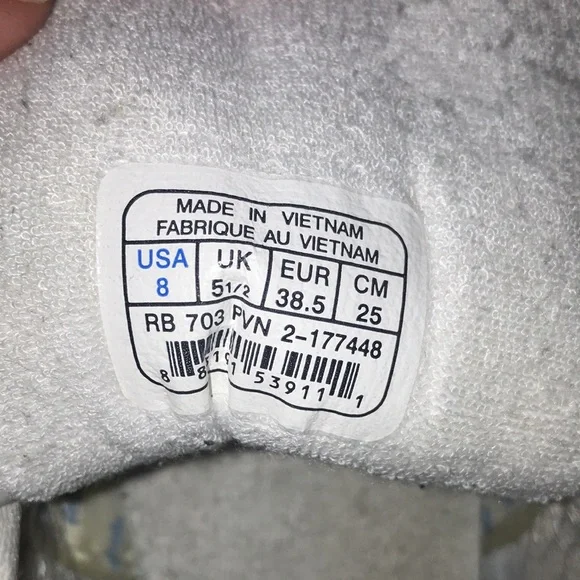 MADE IN VIETNAM
FABRIQUE AU VIETNAM
USA UK EUR CM
8 5 1/2 38.5 25
RB 703 PVN 2-177448
53911 1